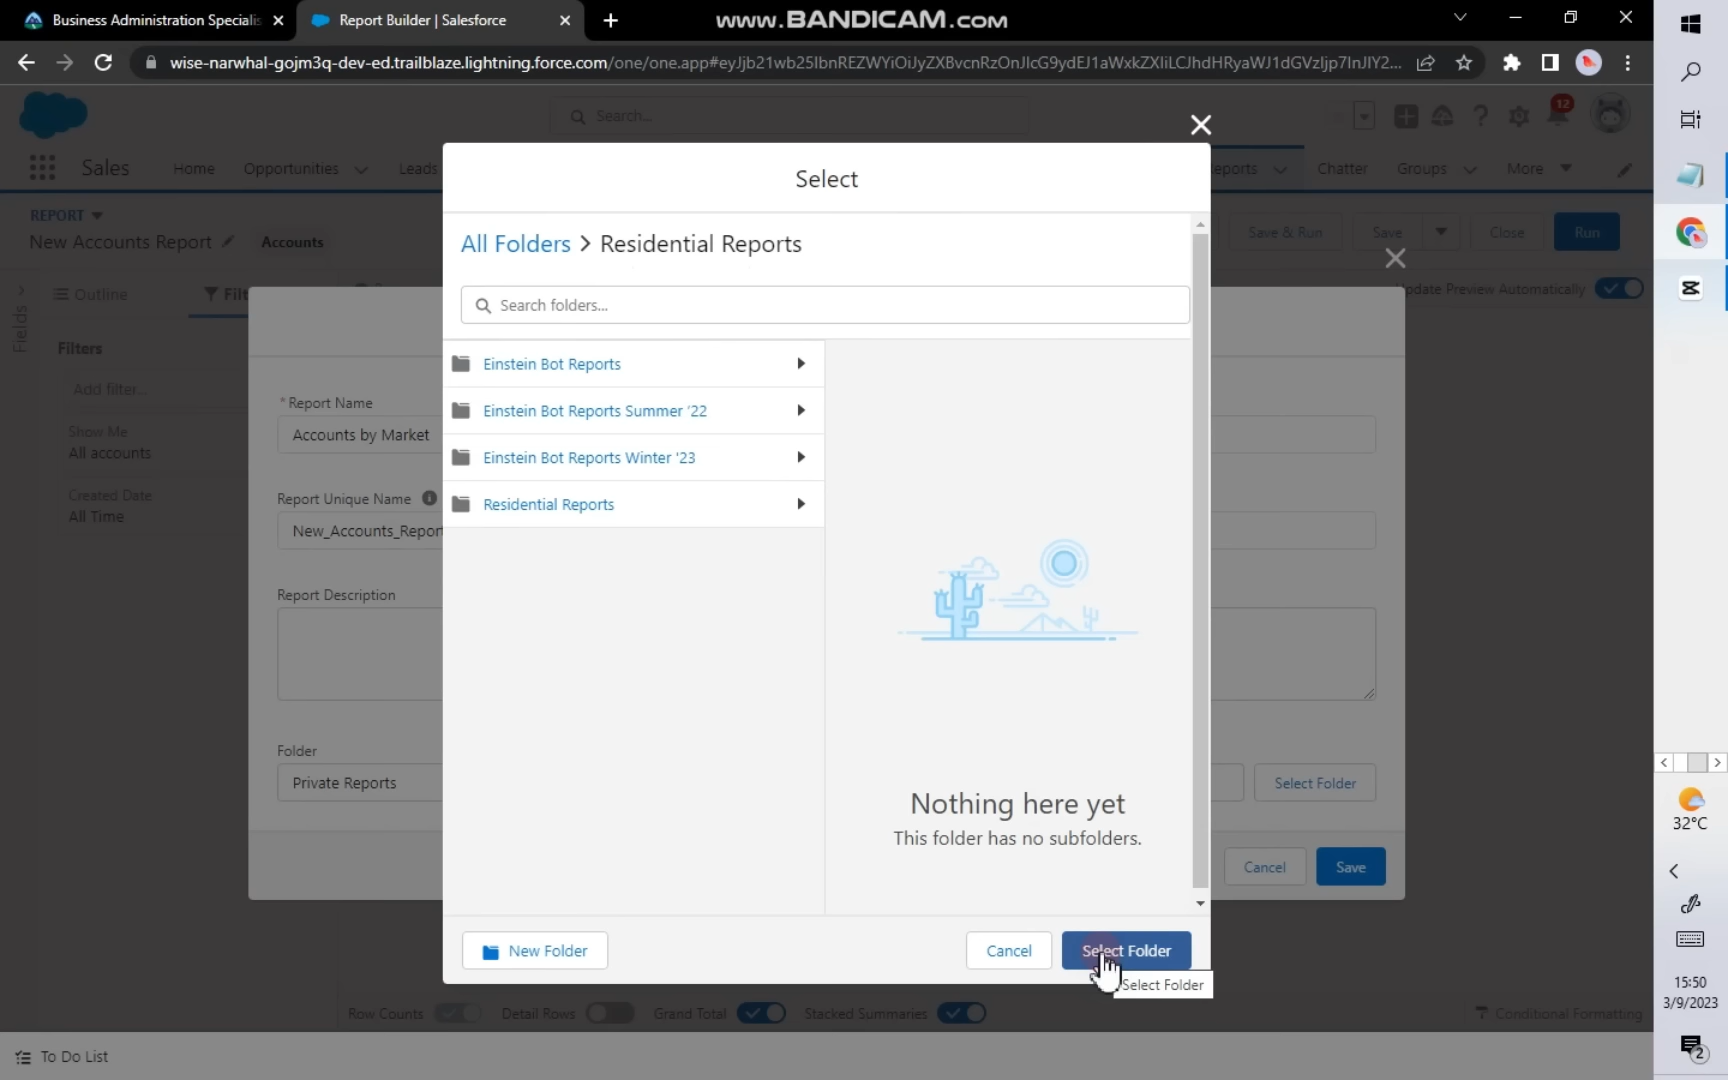 Business Administration Specialis
Report Builder | Salesforce
www.BANDICAM.com
wise-narwhal-gojm3q-dev-ed.trailblaze.lightning.force.com/one/one.app#eyJjb21wb25lbnREZWYiOiJyZXBvcnRzOnJlcG9ydEJ1aWxkZXIiLCJhdHRyaWJ1dGVzIjp7InJlY2...
Search...
12
Sales
Home
Opportunities
Leads
eports
Chatter
Groups
More
REPORT
New Accounts Report
Accounts
Save & Run
Save
Close
Run
Fields
Outline
Filt
Update Preview Automatically
Filters
Add filter...
Show Me
All accounts
Created Date
All Time
* Report Name
Accounts by Market
Report Unique Name
New_Accounts_Report
Report Description
Folder
Private Reports
Select Folder
Cancel
Save
Select
All Folders > Residential Reports
Search folders...
Einstein Bot Reports
Einstein Bot Reports Summer '22
Einstein Bot Reports Winter '23
Residential Reports
Nothing here yet
This folder has no subfolders.
New Folder
Cancel
Select Folder
Select Folder
Row Counts
Detail Rows
Grand Total
Stacked Summaries
Conditional Formatting
To Do List
32°C
15:50
3/9/2023
2